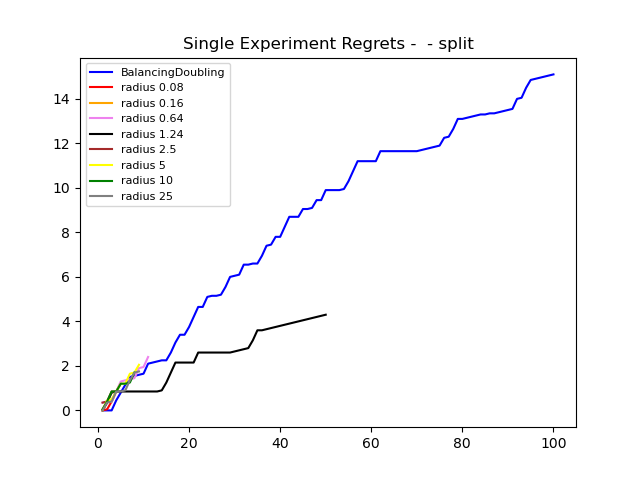 Single Experiment Regrets -  - split
BalancingDoubling
radius 0.08
radius 0.16
radius 0.64
radius 1.24
radius 2.5
radius 5
radius 10
radius 25
14
12
10
8
6
4
2
0
0 20 40 60 80 100